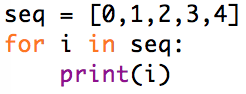 seq = [0,1,2,3,4]
for i in seq:
    print(i)